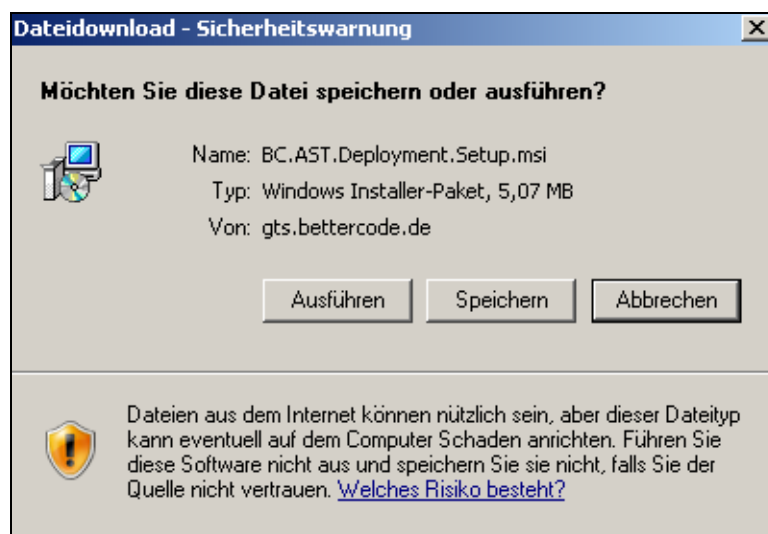 Dateidownload - Sicherheitswarnung
Möchten Sie diese Datei speichern oder ausführen?
Name: BC.AST.Deployment.Setup.msi
Typ: Windows Installer-Paket, 5,07 MB
Von: gts.bettercode.de
Ausführen Speichern Abbrechen
Dateien aus dem Internet können nützlich sein, aber dieser Dateityp
kann eventuell auf dem Computer Schaden anrichten. Führen Sie
diese Software nicht aus und speichern Sie sie nicht, falls Sie der
Quelle nicht vertrauen. Welches Risiko besteht?